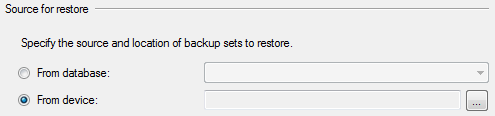 Source for restore
Specify the source and location of backup sets to restore.
From database:
From device:
...